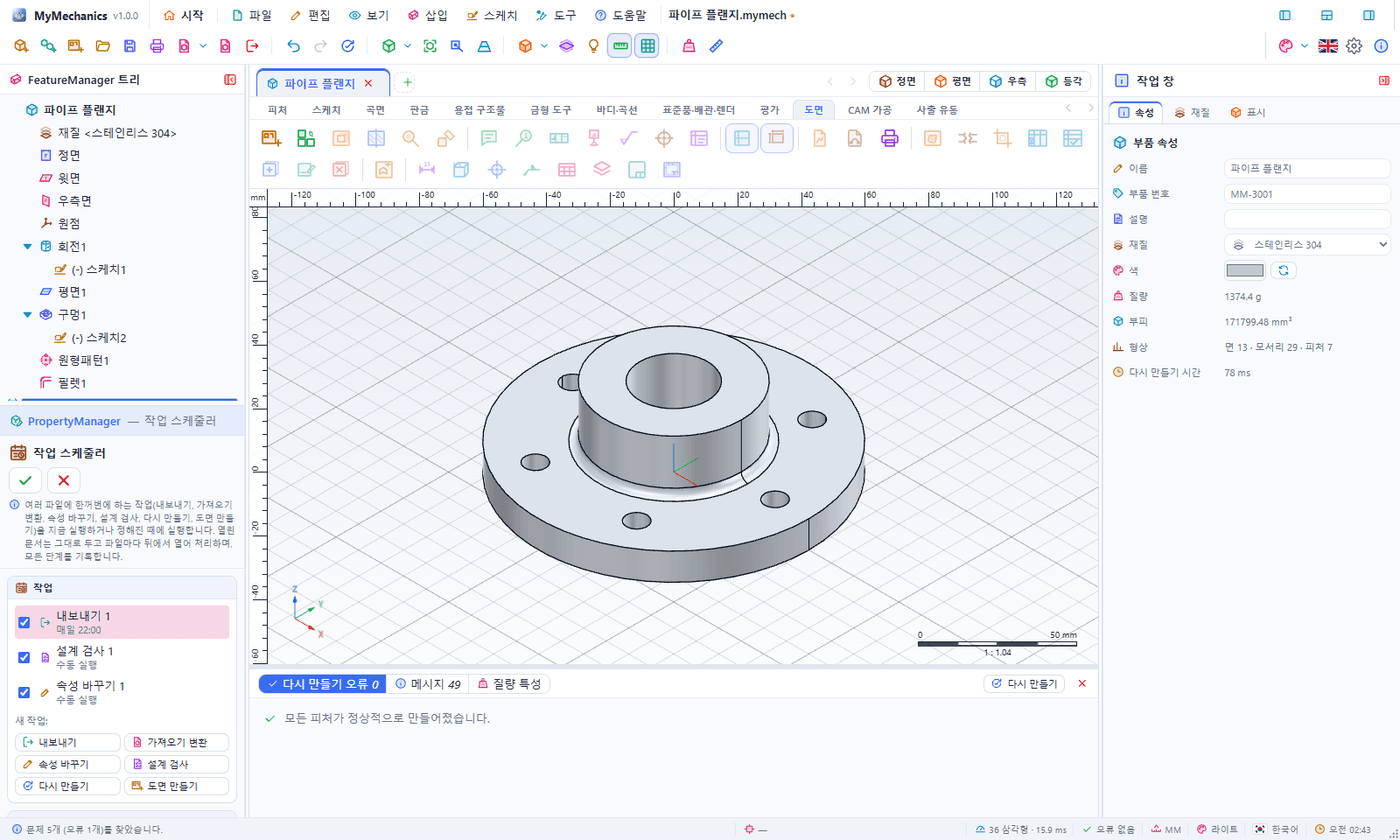 MyMechanics v1.0.0
시작
파일
편집
보기
삽입
스케치
도구
도움말
파이프 플랜지.mymech
FeatureManager 트리
파이프 플랜지
재질 <스테인리스 304>
정면
윗면
우측면
원점
회전1
(-) 스케치1
평면1
구멍1
(-) 스케치2
원형패턴1
필렛1
PropertyManager — 작업 스케줄러
작업 스케줄러
여러 파일에 한꺼번에 하는 작업(내보내기, 가져오기
변환, 속성 바꾸기, 설계 검사, 다시 만들기, 도면 만들
기)을 지금 실행하거나 정해진 때에 실행합니다. 열린
문서는 그대로 두고 파일마다 뒤에서 열어 처리하며,
모든 단계를 기록합니다.
작업
내보내기 1
매일 22:00
설계 검사 1
수동 실행
속성 바꾸기 1
수동 실행
새 작업:
내보내기
가져오기 변환
속성 바꾸기
설계 검사
다시 만들기
도면 만들기
파이프 플랜지
정면
평면
우측
등각
피처
스케치
곡면
판금
용접 구조물
금형 도구
바디·곡선
표준품·배관·렌더
평가
도면
CAM 가공
사출 유동
mm
-120
-100
-80
-60
-40
-20
0
20
40
60
80
100
120
80
60
40
20
0
-20
-40
-60
Z
Y
X
0
50 mm
1 : 1.04
다시 만들기 오류 0
메시지 49
질량 특성
다시 만들기
모든 피처가 정상적으로 만들어졌습니다.
작업 창
속성
재질
표시
부품 속성
이름
파이프 플랜지
부품 번호
MM-3001
설명
재질
스테인리스 304
색
질량
1374.4 g
부피
171799.48 mm³
형상
면 13 · 모서리 29 · 피처 7
다시 만들기 시간
78 ms
문제 5개 (오류 1개)를 찾았습니다.
—
36 삼각형 · 15.9 ms
오류 없음
MM
라이트
한국어
오전 02:43